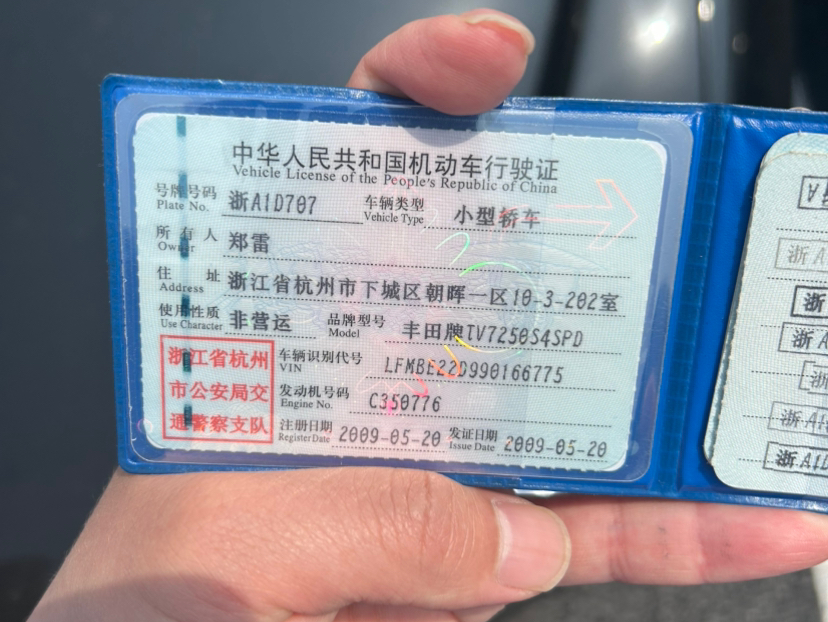 中华人民共和国机动车行驶证
Vehicle License of the People's Republic of China
号牌号码 浙A1D707 车辆类型 小型轿车
Plate No. Vehicle Type
所有人 郑雷
Owner
住址 浙江省杭州市下城区朝晖一区10-3-202室
Address
使用性质 非营运 品牌型号 丰田牌TV7250S4SPD
Use Character Model
浙江省杭州 车辆识别代号 LFMBE22D990166775
VIN
市公安局交 发动机号码 C350776
Engine No.
通警察支队 注册日期 2009-05-20 发证日期 2009-05-20
Register Date Issue Date
浙A
浙
浙A
浙
浙A1
浙A1D